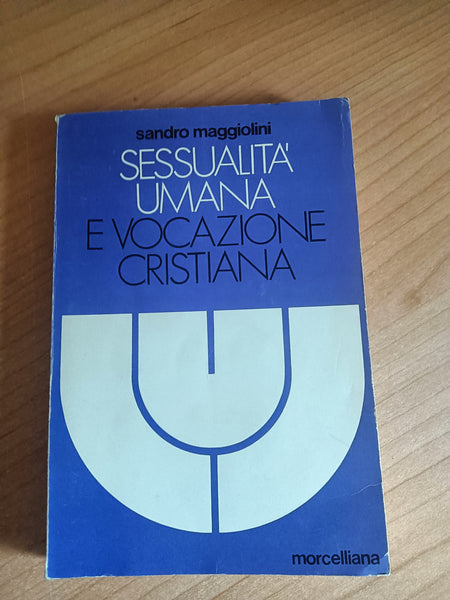 sandro maggiolini
SESSUALITA'
UMANA
E VOCAZIONE
CRISTIANA
morcelliana